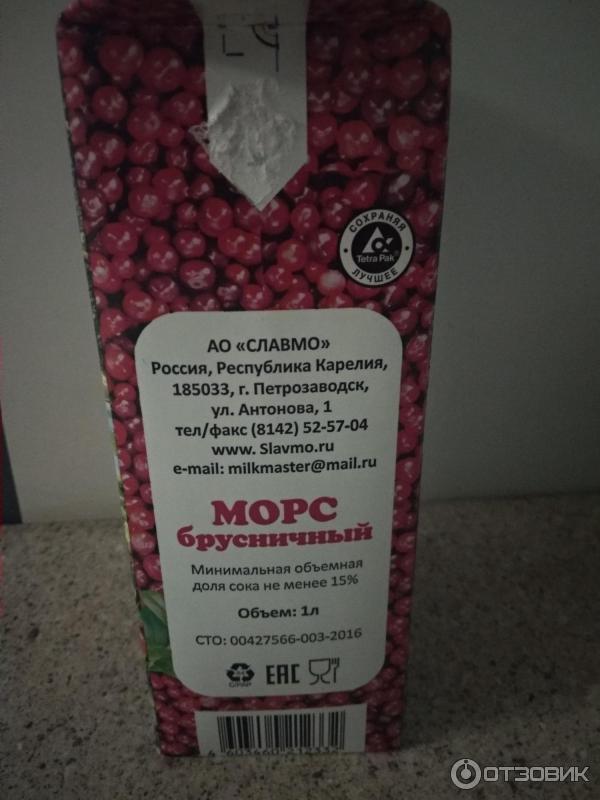 СОХРАНЯЯ
Tetra Pak
ЛУЧШЕЕ
АО «СЛАВМО»
Россия, Республика Карелия,
185033, г. Петрозаводск,
ул. Антонова, 1
тел/факс (8142) 52-57-04
www. Slavmo.ru
e-mail: milkmaster@mail.ru
МОРС
брусничный
Минимальная объемная
доля сока не менее 15%
Объем: 1л
СТО: 00427566-003-2016
C/PAP
EAC
ОТЗОВИК